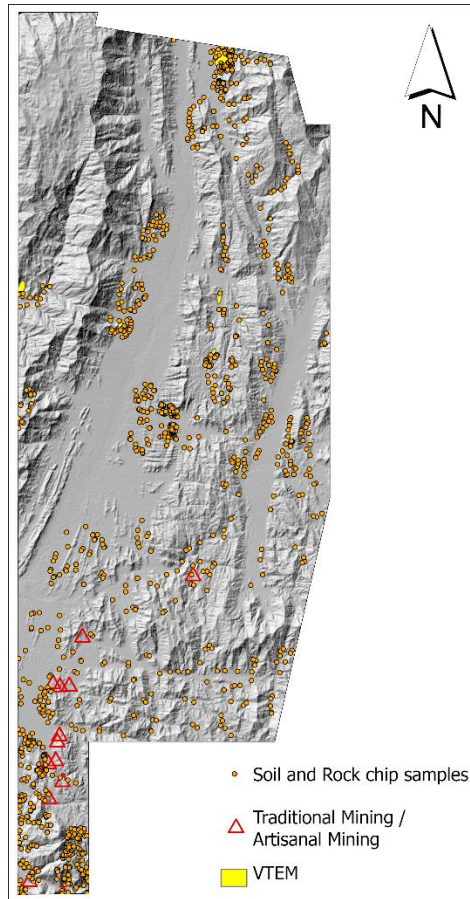 N
Soil and Rock chip samples
Traditional Mining /
Artisanal Mining
VTEM